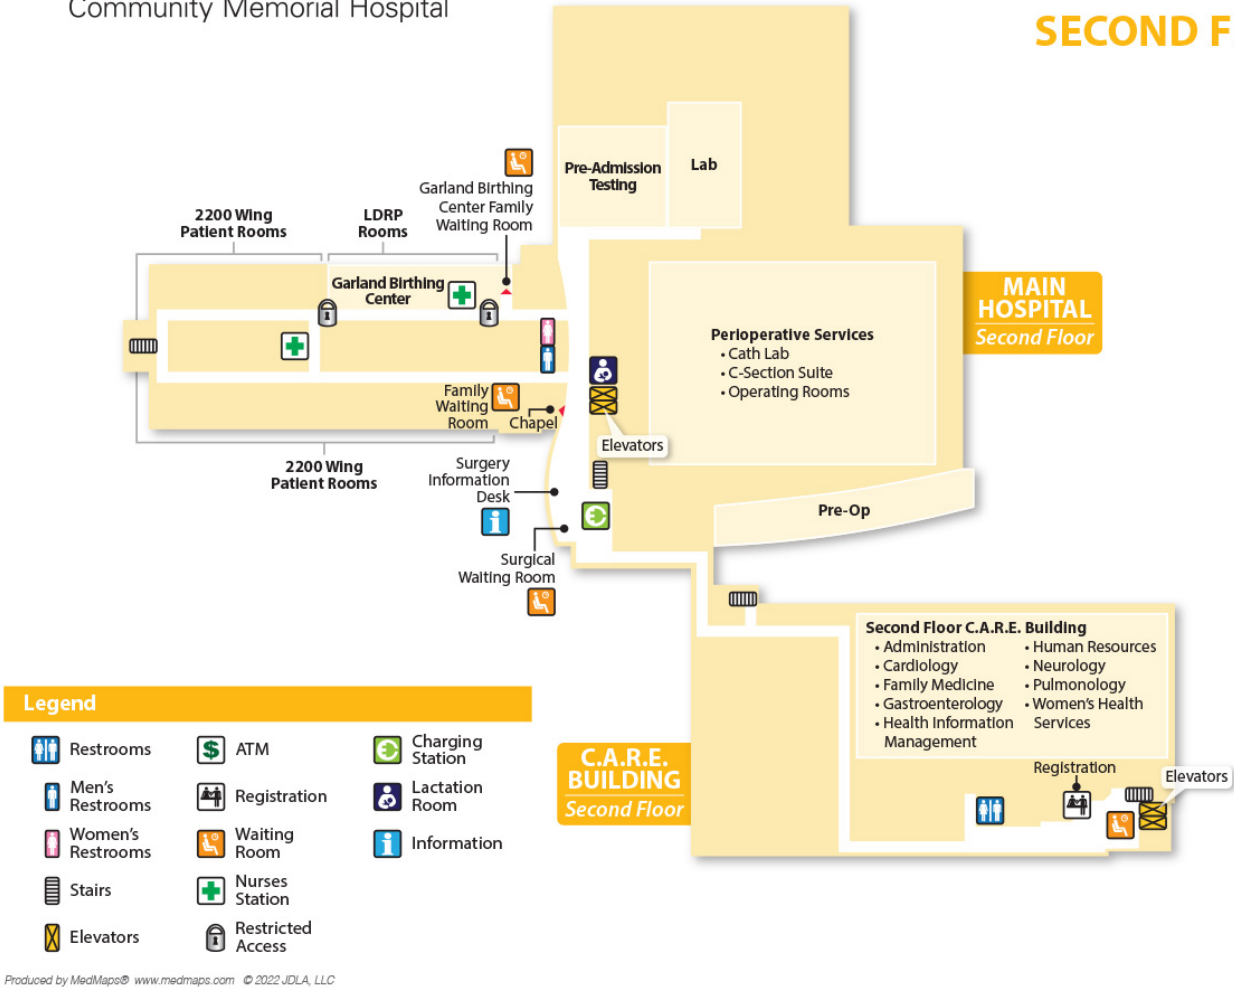 Community Memorial Hospital
SECOND F
Pre-Admission
Testing
Lab
Garland Birthing
Center Family
Waiting Room
2200 Wing
Patient Rooms
LDRP
Rooms
Garland Birthing
Center
MAIN
HOSPITAL
Second Floor
Perioperative Services
• Cath Lab
• C-Section Suite
• Operating Rooms
Family
Waiting
Room
Chapel
Elevators
2200 Wing
Patient Rooms
Surgery
Information
Desk
Pre-Op
Surgical
Waiting Room
Second Floor C.A.R.E. Building
• Administration
• Cardiology
• Family Medicine
• Gastroenterology
• Health Information
Management
• Human Resources
• Neurology
• Pulmonology
• Women's Health
Services
Registration
Elevators
C.A.R.E.
BUILDING
Second Floor
Legend
Restrooms
Men's
Restrooms
Women's
Restrooms
Stairs
Elevators
ATM
Registration
Waiting
Room
Nurses
Station
Restricted
Access
Charging
Station
Lactation
Room
Information
Produced by MedMaps® www.medmaps.com © 2022 JDLA, LLC